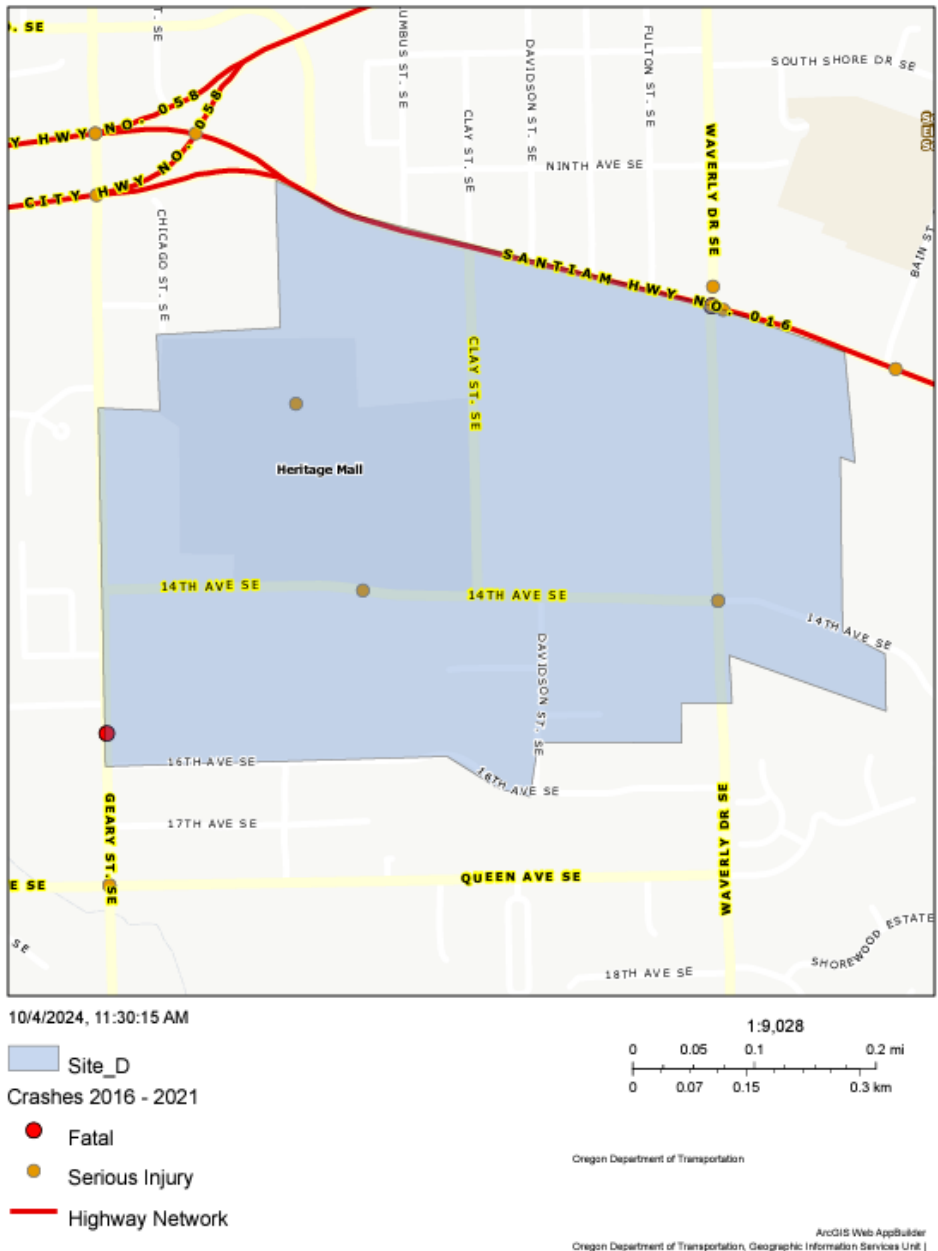 . SE
T. SE
UMBUS ST. SE
DAVIDSON ST. SE
FULTON ST. SE
SOUTH SHORE DR SE
Y HWY NO. 058
058
CITY HWY NO.
CLAY ST. SE
NINTH AVE SE
WAVERLY DR SE
BAIN ST
CHICAGO ST. SE
SANTIAM HWY NO. 016
CLAY ST. SE
Heritage Mall
14TH AVE SE
14TH AVE SE
14TH AVE SE
DAVIDSON ST. SE
16TH AVE SE
16TH AVE SE
GEARY ST. SE
17TH AVE SE
WAVERLY DR SE
E SE
QUEEN AVE SE
SE
SHOREWOOD ESTATE
18TH AVE SE
10/4/2024, 11:30:15 AM
1:9,028
0 0.05 0.1 0.2 mi
0 0.07 0.15 0.3 km
Site_D
Crashes 2016 - 2021
Fatal
Serious Injury
Highway Network
Oregon Department of Transportation
ArcGIS Web AppBuilder
Oregon Department of Transportation, Geographic Information Services Unit |